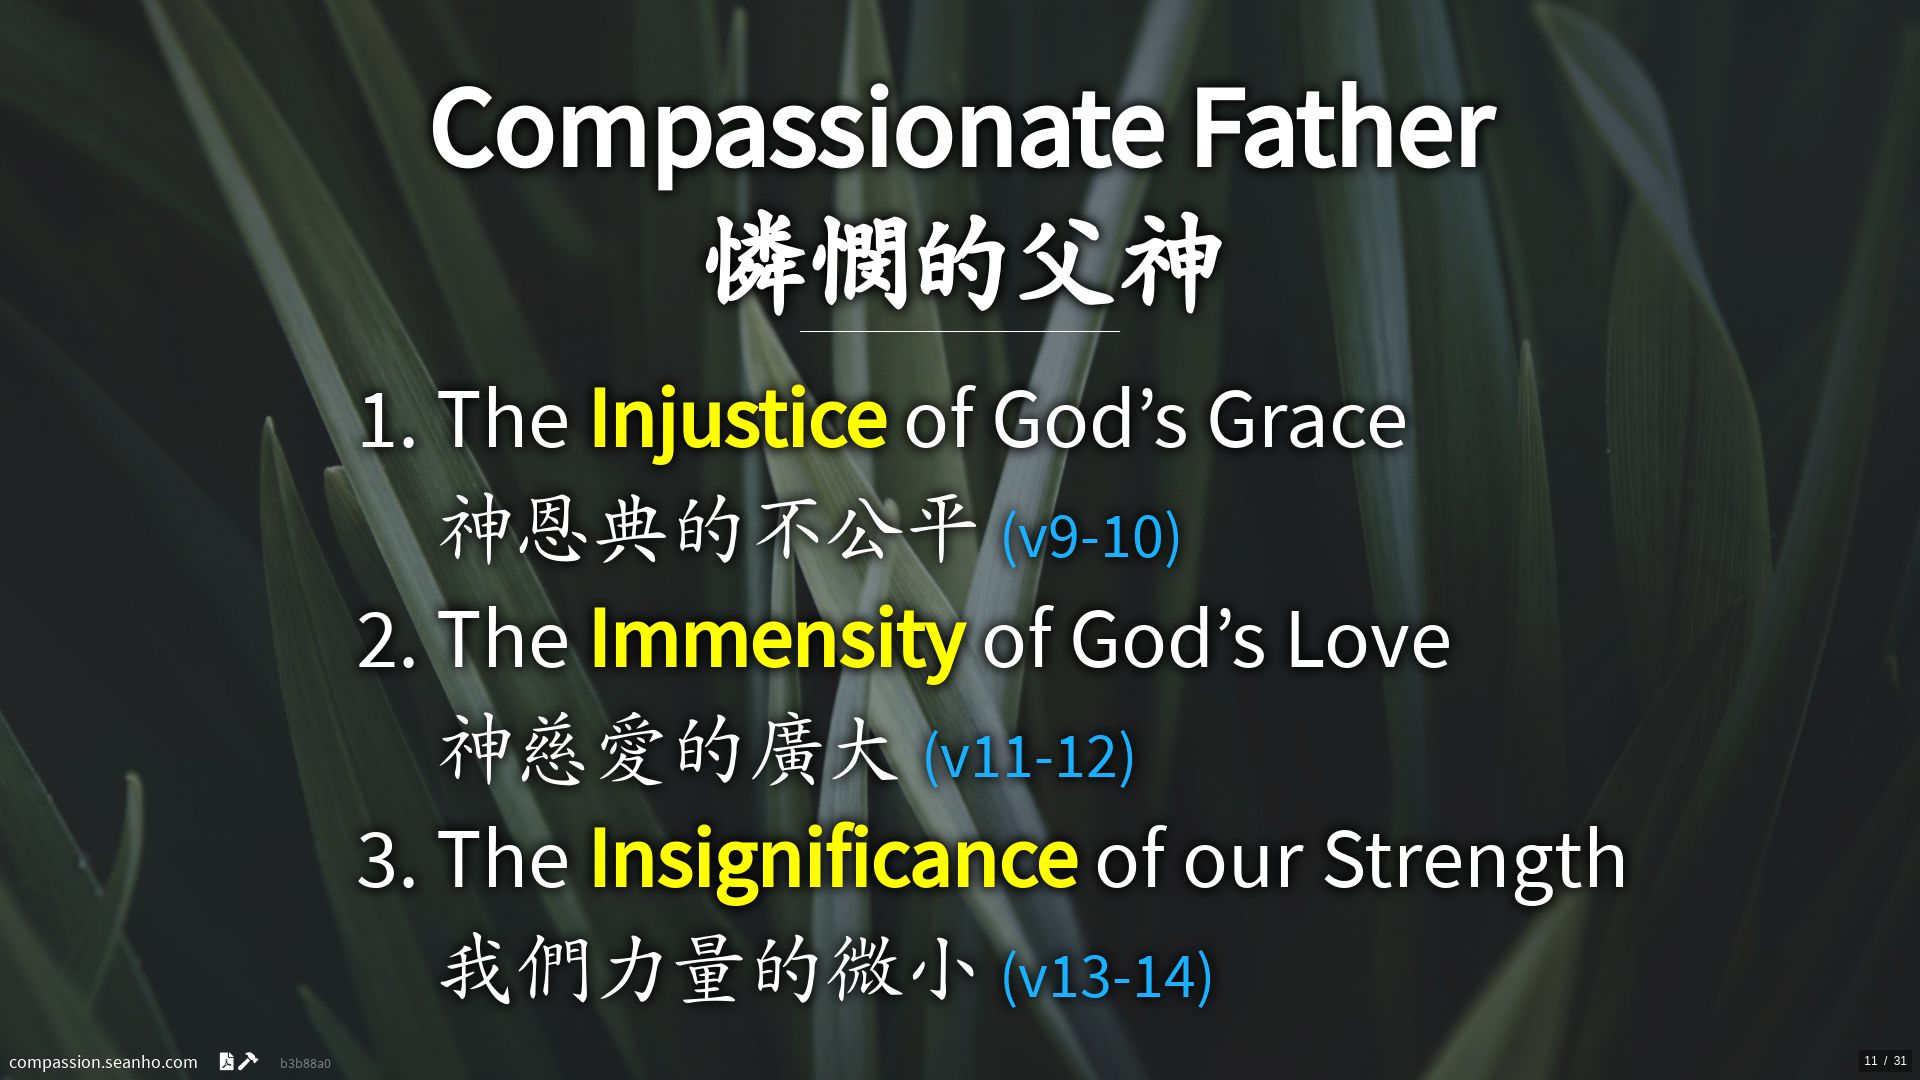 Compassionate Father
憐憫的父神
1. The Injustice of God’s Grace
神恩典的不公平 (v9-10)
2. The Immensity of God’s Love
神慈愛的廣大 (v11-12)
3. The Insignificance of our Strength
我們力量的微小 (v13-14)
compassion.seanho.com b3b88a0
11 / 31